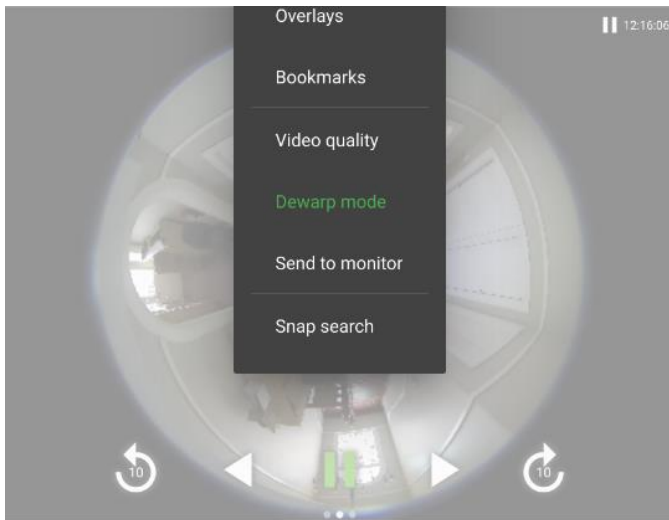 Overlays
12:16:06
Bookmarks
Video quality
Dewarp mode
Send to monitor
Snap search
10
10